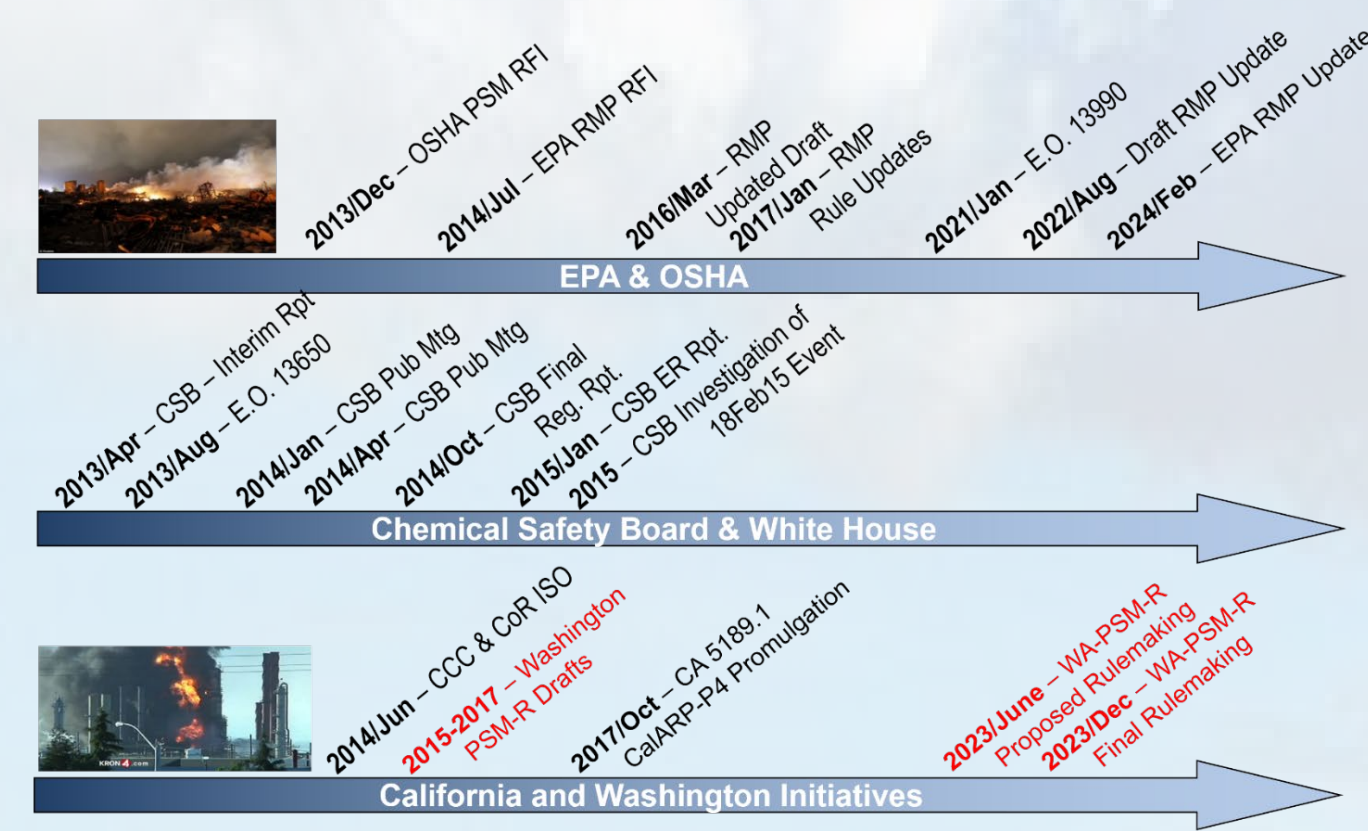 2013/Dec – OSHA PSM RFI
2014/Jul – EPA RMP RFI
2016/Mar – RMP
Updated Draft
2017/Jan – RMP
Rule Updates
2021/Jan – E.O. 13990
2022/Aug – Draft RMP Update
2024/Feb – EPA RMP Update
EPA & OSHA
2013/Apr – CSB – Interim Rpt
2013/Aug – E.O. 13650
2014/Jan – CSB Pub Mtg
2014/Apr – CSB Pub Mtg
2014/Oct – CSB Final
Reg. Rpt.
2015/Jan – CSB ER Rpt.
2015 – CSB Investigation of
18Feb15 Event
Chemical Safety Board & White House
KRON 4.com
2014/Jun – CCC & CoR ISO
2015-2017 – Washington
PSM-R Drafts
2017/Oct – CA 5189.1
CalARP-P4 Promulgation
2023/June – WA-PSM-R
Proposed Rulemaking
2023/Dec – WA-PSM-R
Final Rulemaking
California and Washington Initiatives